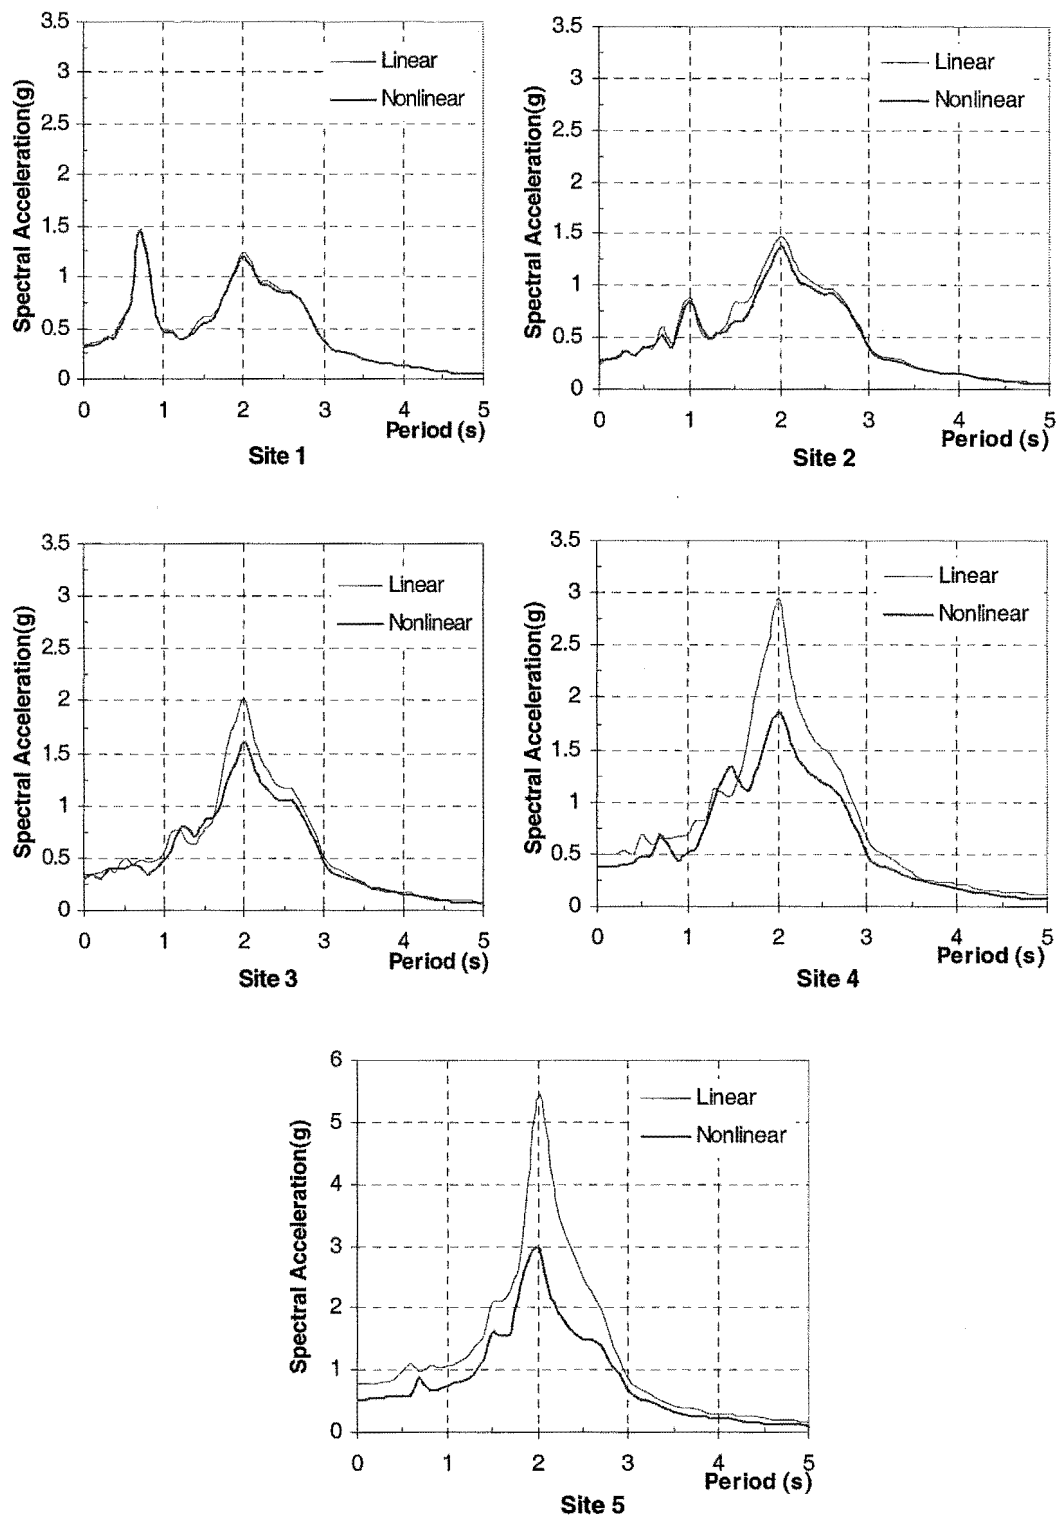 3.5
3
2.5
2
1.5
1
0.5
0
Spectral Acceleration(g)
Linear
Nonlinear
0 1 2 3 4 5
Period (s)
Site 1
3.5
3
2.5
2
1.5
1
0.5
0
Spectral Acceleration(g)
Linear
Nonlinear
0 1 2 3 4 5
Period (s)
Site 2
3.5
3
2.5
2
1.5
1
0.5
0
Spectral Acceleration(g)
Linear
Nonlinear
0 1 2 3 4 5
Period (s)
Site 3
3.5
3
2.5
2
1.5
1
0.5
0
Spectral Acceleration(g)
Linear
Nonlinear
0 1 2 3 4 5
Period (s)
Site 4
6
5
4
3
2
1
0
Spectral Acceleration(g)
Linear
Nonlinear
0 1 2 3 4 5
Period (s)
Site 5